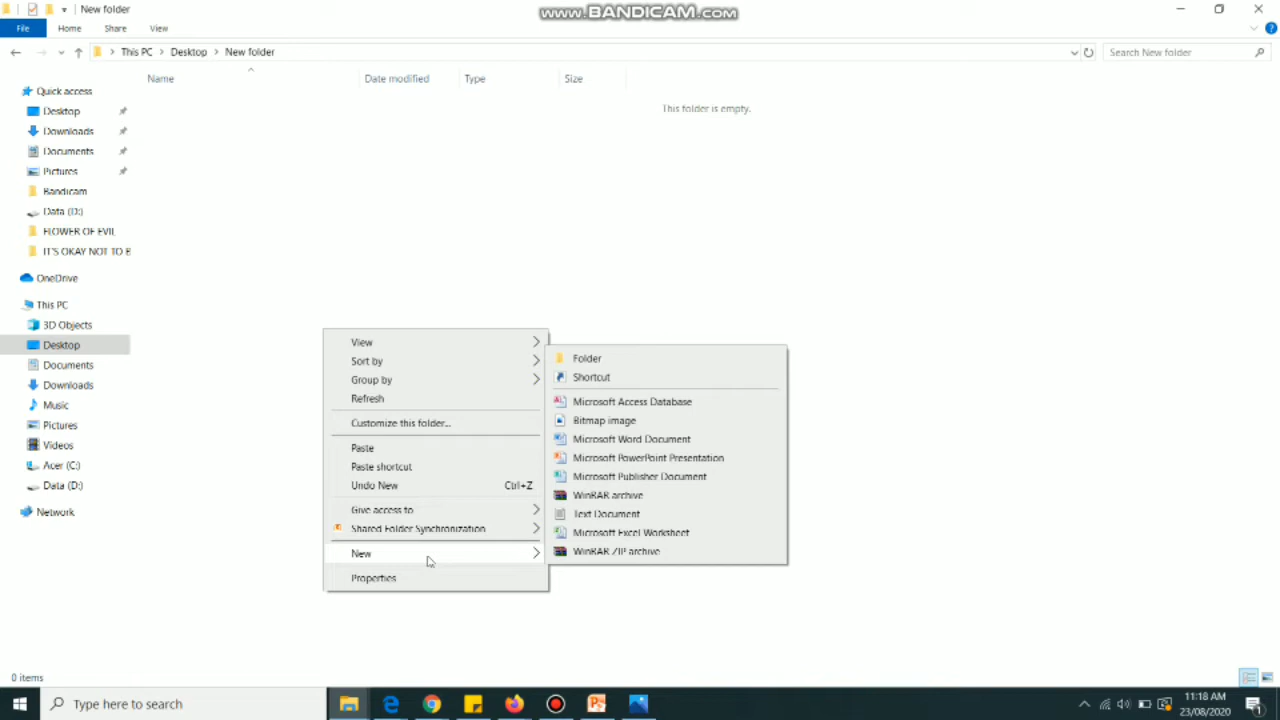 New folder
www.BANDICAM.com
File Home Share View
This PC Desktop New folder
Search New folder
Name Date modified Type Size
This folder is empty.
Quick access
Desktop
Downloads
Documents
Pictures
Bandicam
Data (D:)
FLOWER OF EVIL
IT'S OKAY NOT TO B
OneDrive
This PC
3D Objects
Desktop
Documents
Downloads
Music
Pictures
Videos
Acer (C:)
Data (D:)
Network
View
Sort by
Group by
Refresh
Customize this folder...
Paste
Paste shortcut
Undo New Ctrl+Z
Give access to
Shared Folder Synchronization
New
Properties
Folder
Shortcut
Microsoft Access Database
Bitmap image
Microsoft Word Document
Microsoft PowerPoint Presentation
Microsoft Publisher Document
WinRAR archive
Text Document
Microsoft Excel Worksheet
WinRAR ZIP archive
0 items
Type here to search
11:18 AM
23/08/2020
1